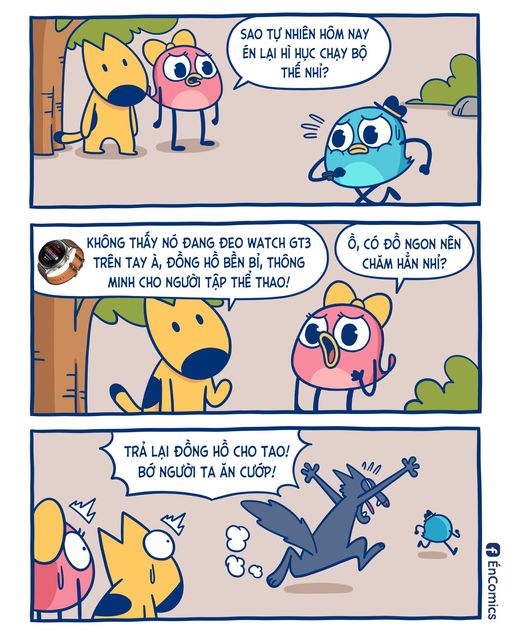 SAO TỰ NHIÊN HÔM NAY
ÉN LẠI HÌ HỤC CHẠY BỘ
THẾ NHỈ?
KHÔNG THẤY NÓ ĐANG ĐEO WATCH GT3
TRÊN TAY À, ĐỒNG HỒ BỀN BỈ, THÔNG
MINH CHO NGƯỜI TẬP THỂ THAO!
Ồ, CÓ ĐỒ NGON NÊN
CHĂM HẲN NHỈ?
TRẢ LẠI ĐỒNG HỒ CHO TAO!
BỚ NGƯỜI TA ĂN CƯỚP!
ÉnComics